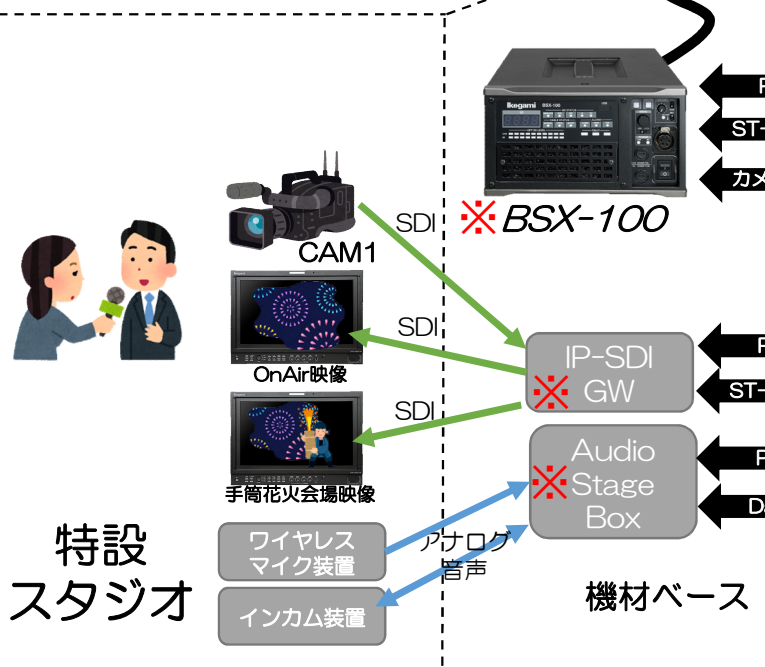 Ikegami BSX-100
※BSX-100
CAM1
SDI
OnAir映像
SDI
手筒花火会場映像
SDI
IP-SDI
※ GW
Audio
※Stage
Box
ワイヤレス
マイク装置
インカム装置
アナログ
音声
特設
スタジオ
機材ベース
P
ST-
カメ
P
ST-
P
D